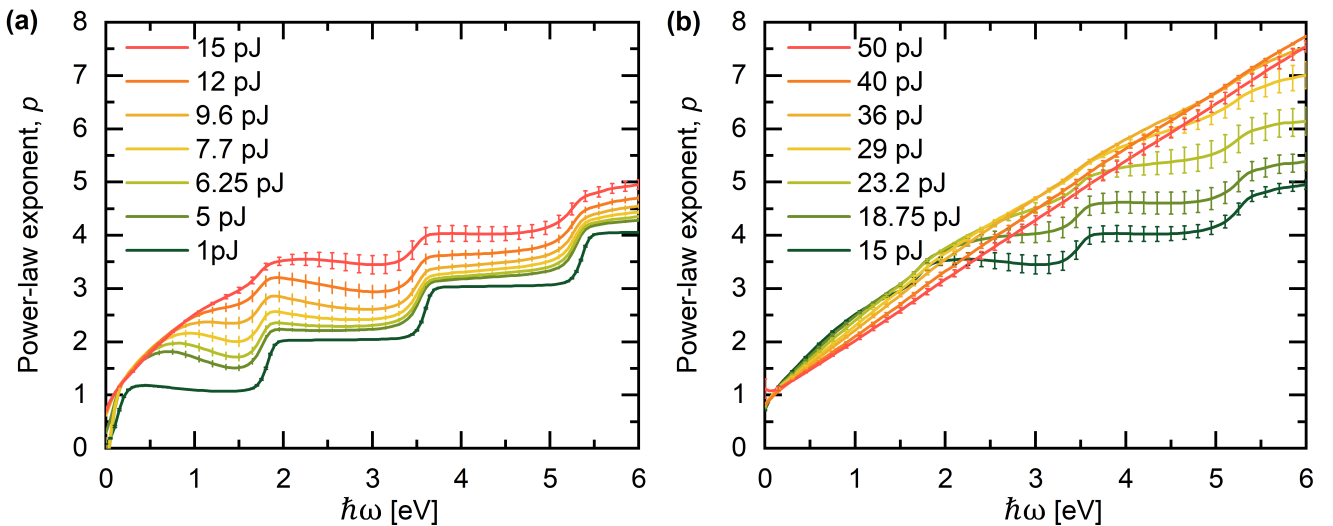 (a)
8
7
6
5
4
3
2
1
0
Power-law exponent, p
15 pJ
12 pJ
9.6 pJ
7.7 pJ
6.25 pJ
5 pJ
1pJ
0 1 2 3 4 5 6
ħω [eV]
(b)
8
7
6
5
4
3
2
1
0
Power-law exponent, p
50 pJ
40 pJ
36 pJ
29 pJ
23.2 pJ
18.75 pJ
15 pJ
0 1 2 3 4 5 6
ħω [eV]